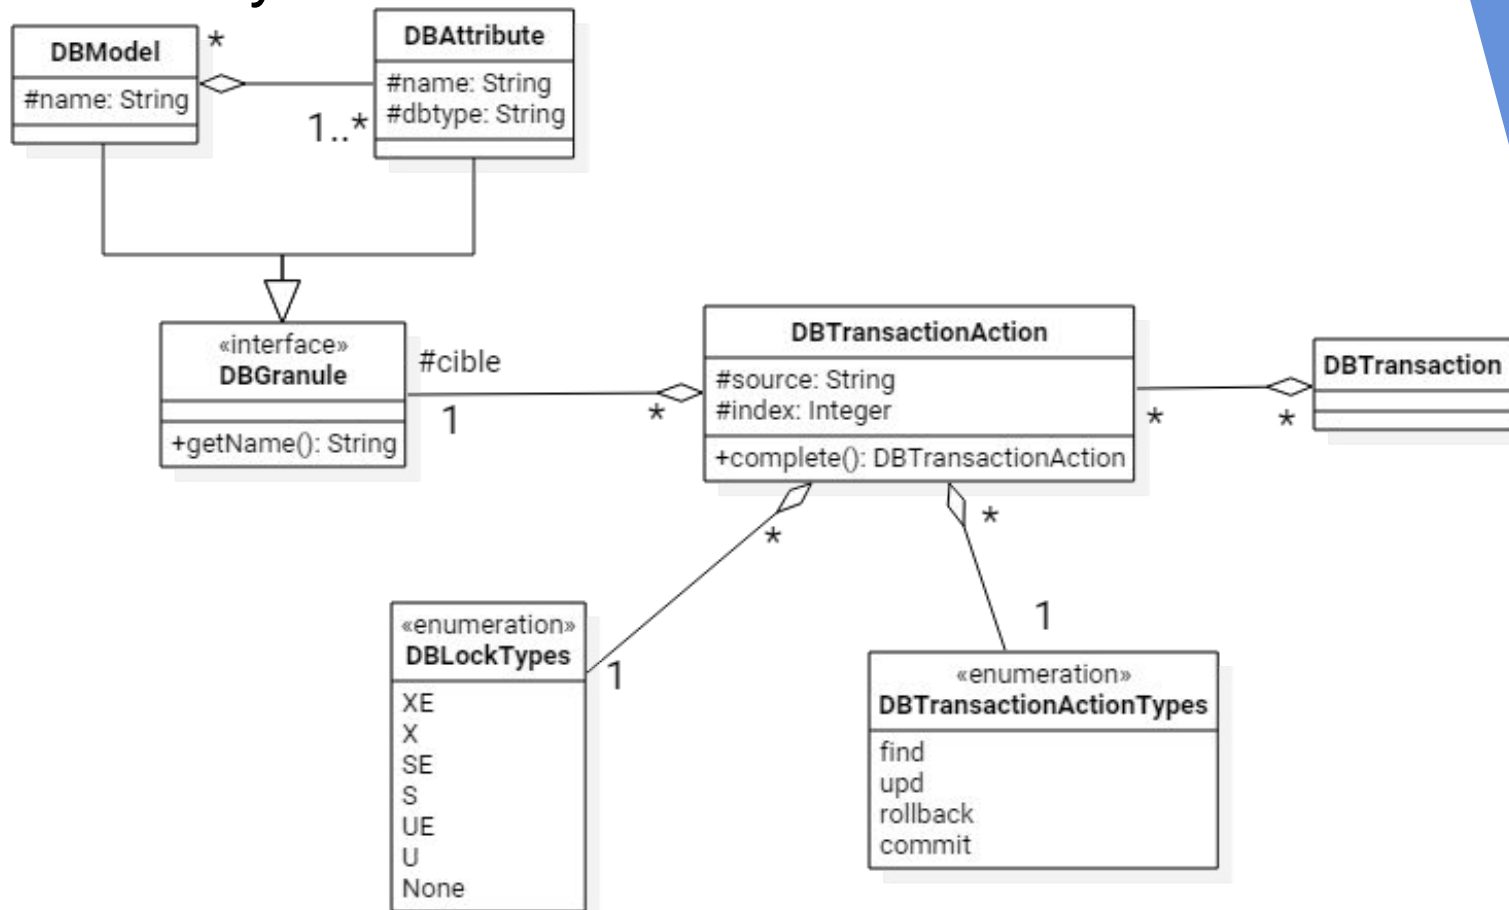 DBModel
#name: String
*
1..*
DBAttribute
#name: String
#dbtype: String
«interface»
DBGranule
+getName(): String
#cible
1
*
DBTransactionAction
#source: String
#index: Integer
+complete(): DBTransactionAction
*
*
DBTransaction
*
1
«enumeration»
DBLockTypes
XE
X
SE
S
UE
U
None
*
1
«enumeration»
DBTransactionActionTypes
find
upd
rollback
commit